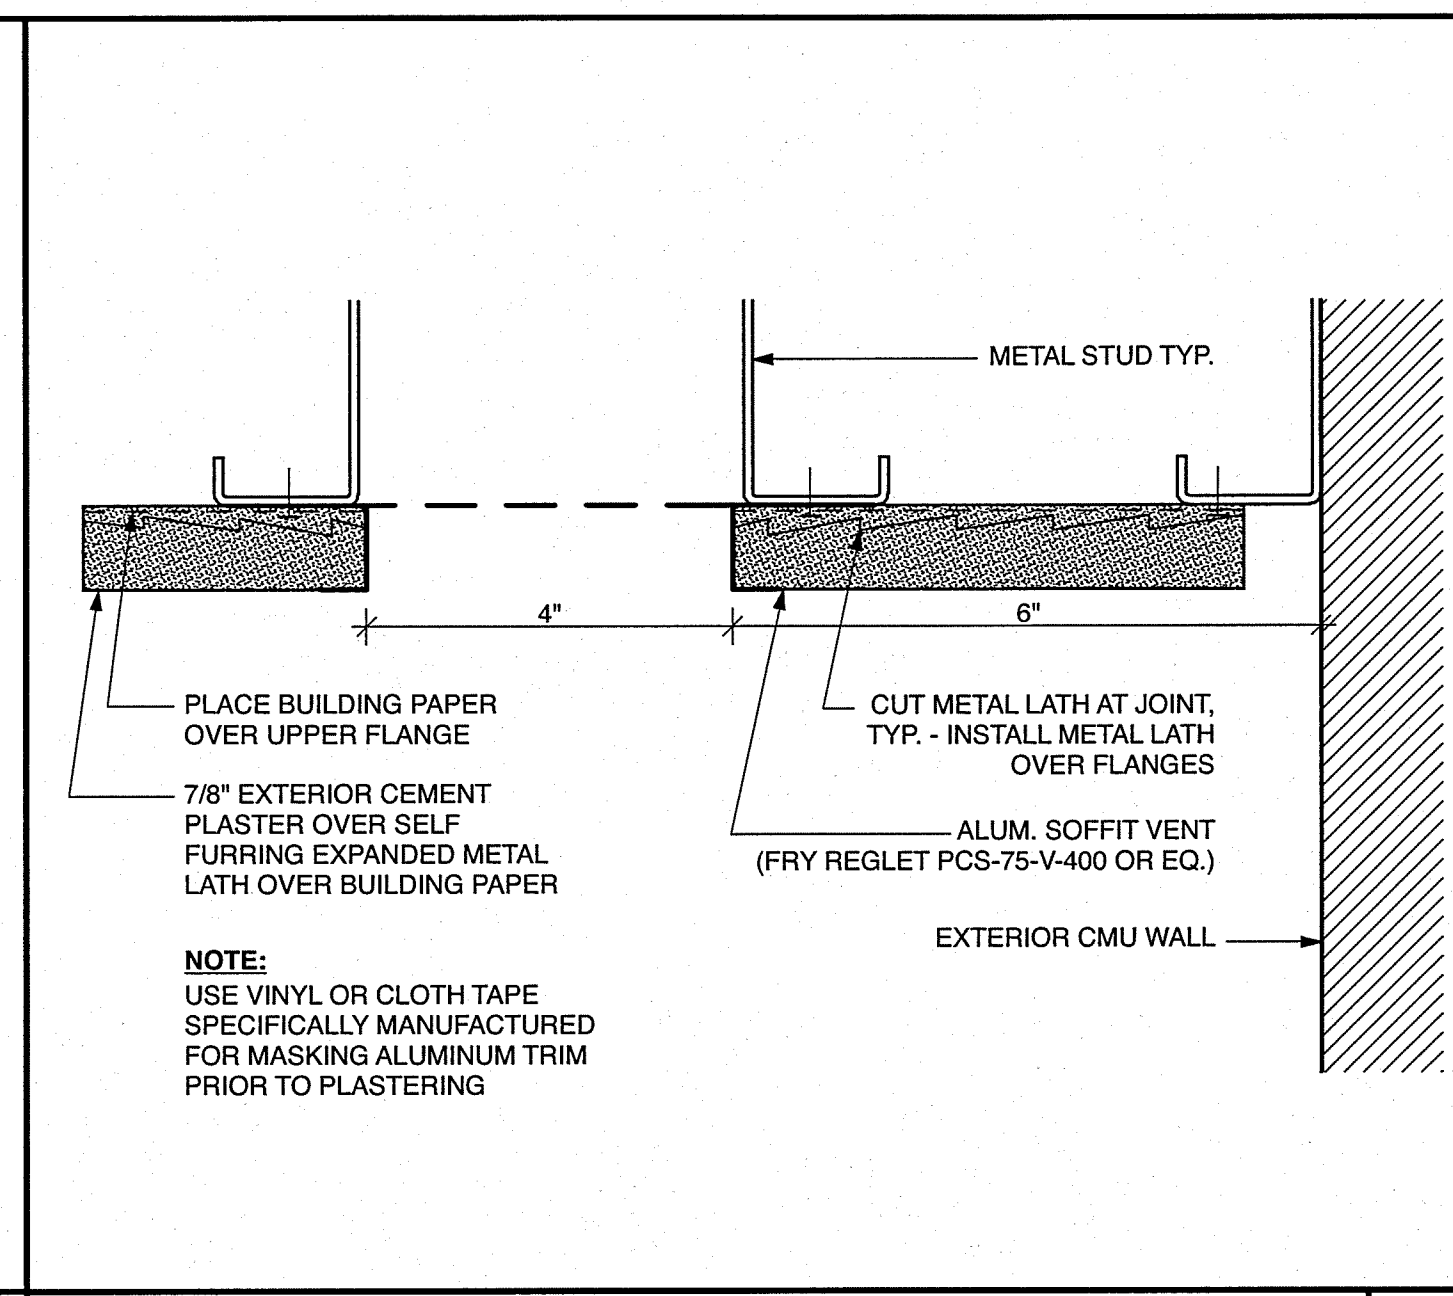 METAL STUD TYP.
4"
6"
PLACE BUILDING PAPER
OVER UPPER FLANGE
7/8" EXTERIOR CEMENT
PLASTER OVER SELF
FURRING EXPANDED METAL
LATH OVER BUILDING PAPER
NOTE:
USE VINYL OR CLOTH TAPE
SPECIFICALLY MANUFACTURED
FOR MASKING ALUMINUM TRIM
PRIOR TO PLASTERING
CUT METAL LATH AT JOINT,
TYP. - INSTALL METAL LATH
OVER FLANGES
ALUM. SOFFIT VENT
(FRY REGLET PCS-75-V-400 OR EQ.)
EXTERIOR CMU WALL